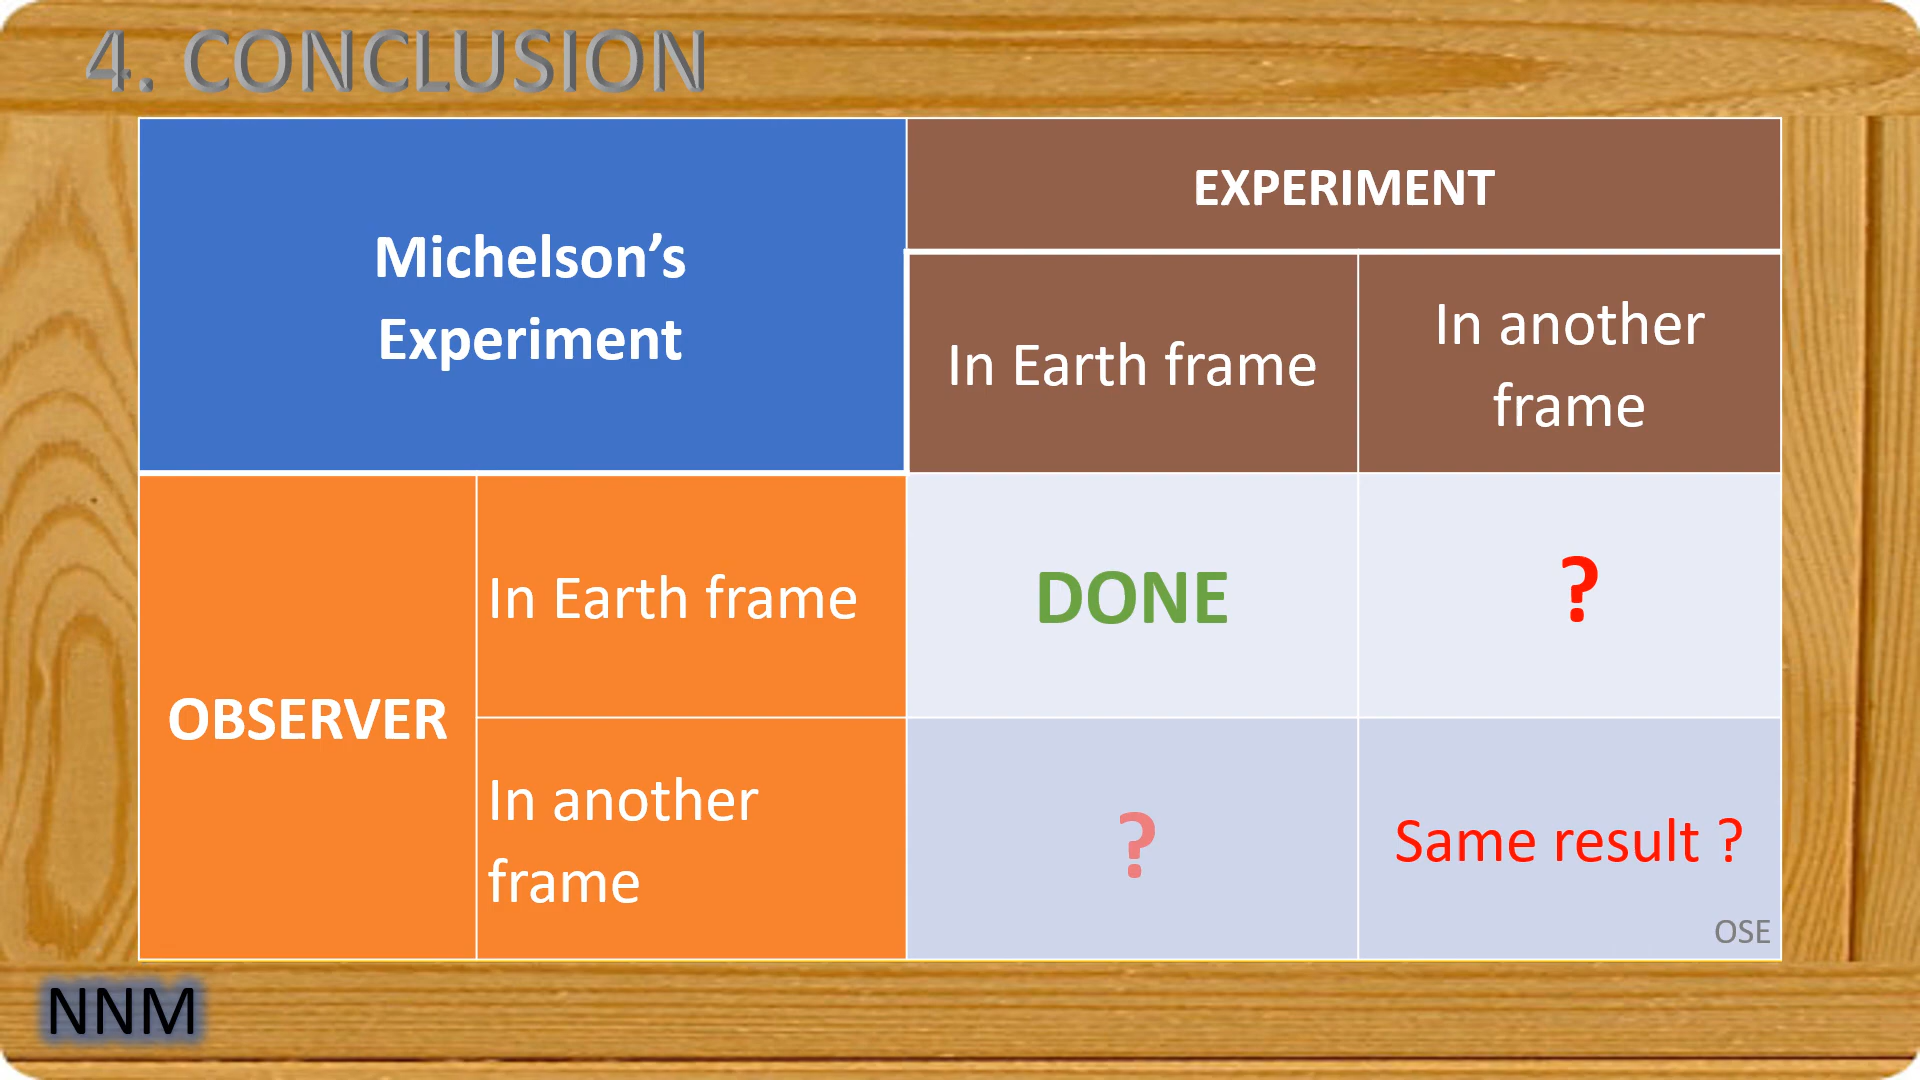 4. CONCLUSION
Michelson’s
Experiment
EXPERIMENT
In Earth frame
In another
frame
OBSERVER
In Earth frame
DONE
?
In another
frame
?
Same result ?
OSE
NNM